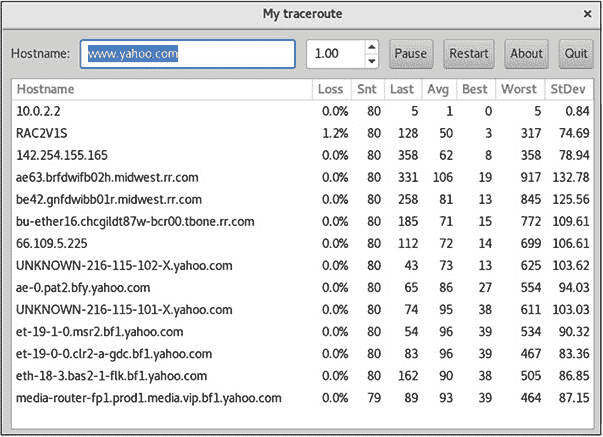 My traceroute ×
Hostname: www.yahoo.com 1.00 Pause Restart About Quit
Hostname Loss Snt Last Avg Best Worst StDev
10.0.2.2 0.0% 80 5 1 0 5 0.84
RAC2V1S 1.2% 80 128 50 3 317 74.69
142.254.155.165 0.0% 80 358 62 8 358 78.94
ae63.brfdwifb02h.midwest.rr.com 0.0% 80 331 106 19 917 132.78
be42.gnfdwibb01r.midwest.rr.com 0.0% 80 258 81 13 845 125.56
bu-ether16.chcgildt87w-bcr00.tbone.rr.com 0.0% 80 185 71 15 772 109.61
66.109.5.225 0.0% 80 112 72 14 699 106.61
UNKNOWN-216-115-102-X.yahoo.com 0.0% 80 43 73 13 625 103.62
ae-0.pat2.bfy.yahoo.com 0.0% 80 65 86 27 554 94.03
UNKNOWN-216-115-101-X.yahoo.com 0.0% 80 74 95 38 611 103.03
et-19-1-0.msr2.bf1.yahoo.com 0.0% 80 54 96 39 534 90.32
et-19-0-0.clr2-a-gdc.bf1.yahoo.com 0.0% 80 83 96 39 467 83.36
eth-18-3.bas2-1-flk.bf1.yahoo.com 0.0% 80 162 90 38 505 86.85
media-router-fp1.prod1.media.vip.bf1.yahoo.com 0.0% 79 89 93 39 464 87.15